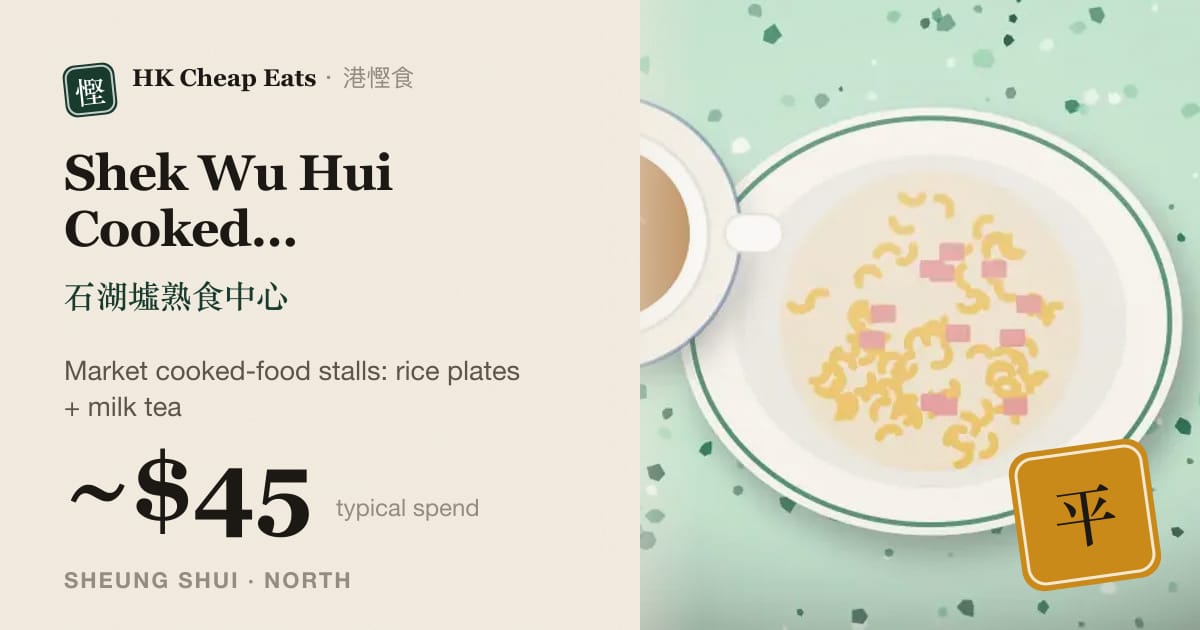 慳
HK Cheap Eats · 港慳食
Shek Wu Hui
Cooked...
石湖墟熟食中心
Market cooked-food stalls: rice plates
+ milk tea
~$45 typical spend
SHEUNG SHUI · NORTH
平